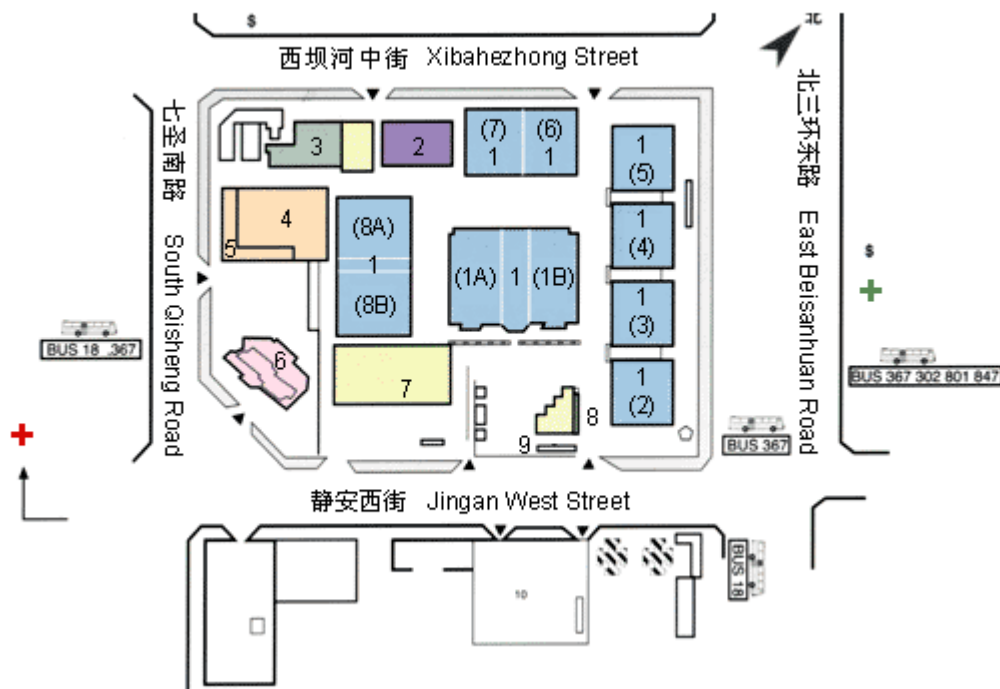 $
北
西坝河中街 Xibahezhong Street
七圣南路 South Qisheng Road
北三环东路 East Beisanhuan Road
3
2
(7)
1
(6)
1
1
(5)
4
5
(8A)
1
(8B)
1
(4)
(1A) 1 (1B)
$
1
(3)
BUS 18 .367
6
7
1
(2)
BUS 367 302 801 847
8
9
BUS 367
静安西街 Jingan West Street
BUS 18
10